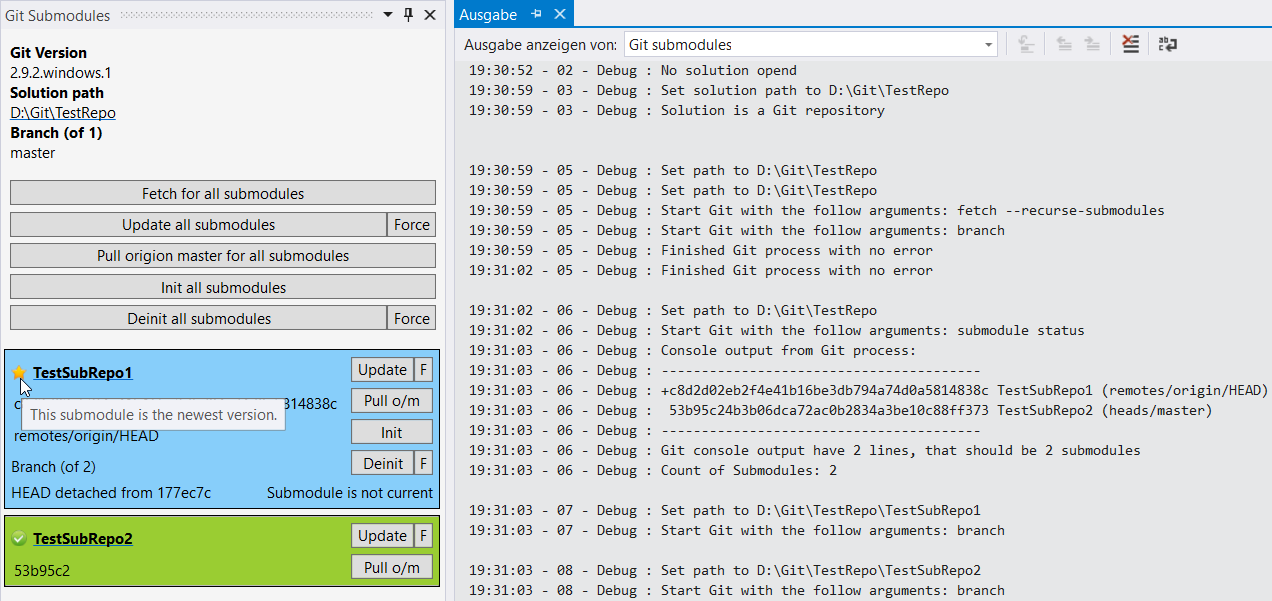 Git Submodules
Git Version
2.9.2.windows.1
Solution path
D:\Git\TestRepo
Branch (of 1)
master
Fetch for all submodules
Update all submodules Force
Pull origion master for all submodules
Init all submodules
Deinit all submodules Force
TestSubRepo1 Update F
814838c Pull o/m
This submodule is the newest version.
remotes/origin/HEAD Init
Branch (of 2) Deinit F
HEAD detached from 177ec7c Submodule is not current
TestSubRepo2 Update F
53b95c2 Pull o/m
Ausgabe
Ausgabe anzeigen von: Git submodules
19:30:52 - 02 - Debug : No solution opend
19:30:59 - 03 - Debug : Set solution path to D:\Git\TestRepo
19:30:59 - 03 - Debug : Solution is a Git repository
19:30:59 - 05 - Debug : Set path to D:\Git\TestRepo
19:30:59 - 05 - Debug : Set path to D:\Git\TestRepo
19:30:59 - 05 - Debug : Start Git with the follow arguments: fetch --recurse-submodules
19:30:59 - 05 - Debug : Start Git with the follow arguments: branch
19:30:59 - 05 - Debug : Finished Git process with no error
19:31:02 - 05 - Debug : Finished Git process with no error
19:31:02 - 06 - Debug : Set path to D:\Git\TestRepo
19:31:02 - 06 - Debug : Start Git with the follow arguments: submodule status
19:31:03 - 06 - Debug : Console output from Git process:
19:31:03 - 06 - Debug : ---------------------------------------
19:31:03 - 06 - Debug : +c8d2d02eb2f4e41b16be3db794a74d0a5814838c TestSubRepo1 (remotes/origin/HEAD)
19:31:03 - 06 - Debug :  53b95c24b3b06dca72ac0b2834a3be10c88ff373 TestSubRepo2 (heads/master)
19:31:03 - 06 - Debug : ---------------------------------------
19:31:03 - 06 - Debug : Git console output have 2 lines, that should be 2 submodules
19:31:03 - 06 - Debug : Count of Submodules: 2
19:31:03 - 07 - Debug : Set path to D:\Git\TestRepo\TestSubRepo1
19:31:03 - 07 - Debug : Start Git with the follow arguments: branch
19:31:03 - 08 - Debug : Set path to D:\Git\TestRepo\TestSubRepo2
19:31:03 - 08 - Debug : Start Git with the follow arguments: branch